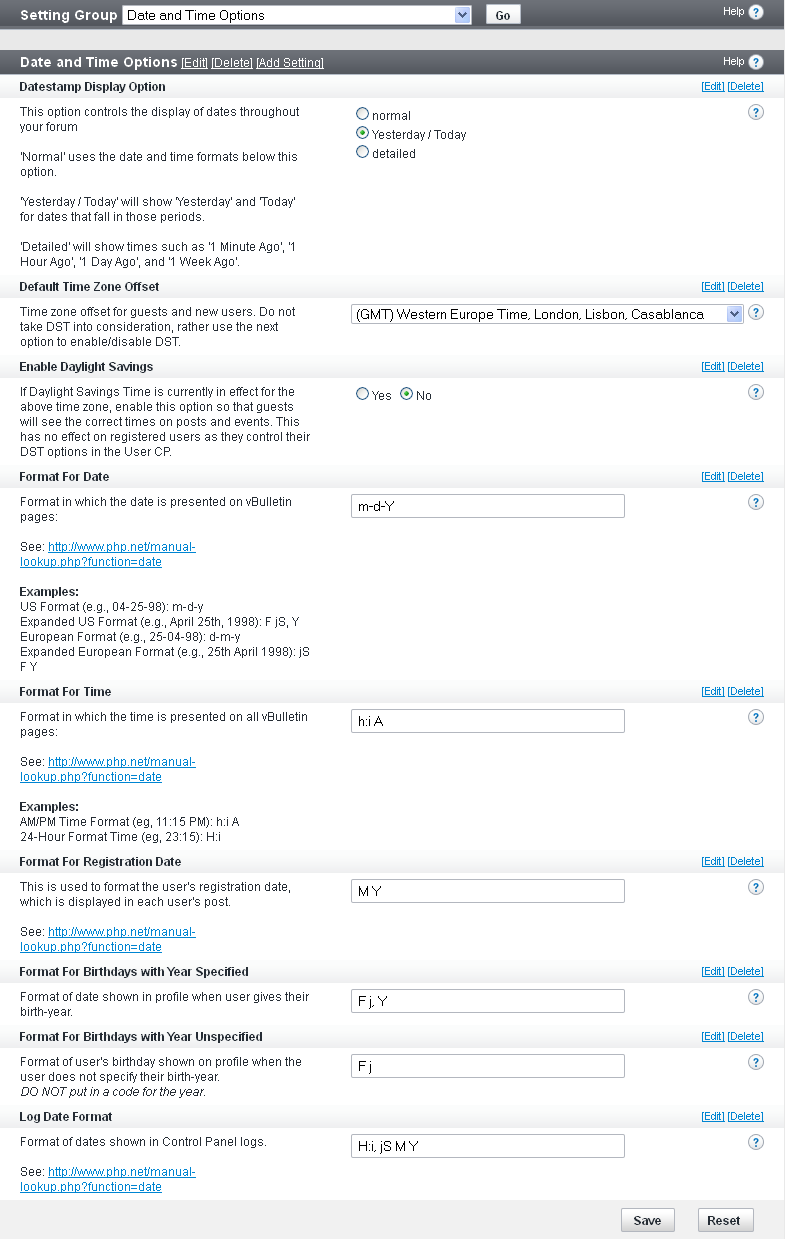 Setting Group Date and Time Options Go Help ?
Date and Time Options [Edit] [Delete] [Add Setting] Help ?
Datestamp Display Option [Edit] [Delete]
This option controls the display of dates throughout
your forum
'Normal' uses the date and time formats below this
option.
'Yesterday / Today' will show 'Yesterday' and 'Today'
for dates that fall in those periods.
'Detailed' will show times such as '1 Minute Ago', '1
Hour Ago', '1 Day Ago', and '1 Week Ago'.
normal
Yesterday / Today
detailed
?
Default Time Zone Offset [Edit] [Delete]
Time zone offset for guests and new users. Do not
take DST into consideration, rather use the next
option to enable/disable DST.
(GMT) Western Europe Time, London, Lisbon, Casablanca ?
Enable Daylight Savings [Edit] [Delete]
If Daylight Savings Time is currently in effect for the
above time zone, enable this option so that guests
will see the correct times on posts and events. This
has no effect on registered users as they control their
DST options in the User CP.
Yes No ?
Format For Date [Edit] [Delete]
Format in which the date is presented on vBulletin
pages:
See: http://www.php.net/manual-
lookup.php?function=date
Examples:
US Format (e.g., 04-25-98): m-d-y
Expanded US Format (e.g., April 25th, 1998): F jS, Y
European Format (e.g., 25-04-98): d-m-y
Expanded European Format (e.g., 25th April 1998): jS
F Y
m-d-Y ?
Format For Time [Edit] [Delete]
Format in which the time is presented on all vBulletin
pages:
See: http://www.php.net/manual-
lookup.php?function=date
Examples:
AM/PM Time Format (eg, 11:15 PM): h:i A
24-Hour Format Time (eg, 23:15): H:i
h:i A ?
Format For Registration Date [Edit] [Delete]
This is used to format the user's registration date,
which is displayed in each user's post.
See: http://www.php.net/manual-
lookup.php?function=date
M Y ?
Format For Birthdays with Year Specified [Edit] [Delete]
Format of date shown in profile when user gives their
birth-year.
F j, Y ?
Format For Birthdays with Year Unspecified [Edit] [Delete]
Format of user's birthday shown on profile when the
user does not specify their birth-year.
DO NOT put in a code for the year.
F j ?
Log Date Format [Edit] [Delete]
Format of dates shown in Control Panel logs.
See: http://www.php.net/manual-
lookup.php?function=date
H:i, jS M Y ?
Save Reset